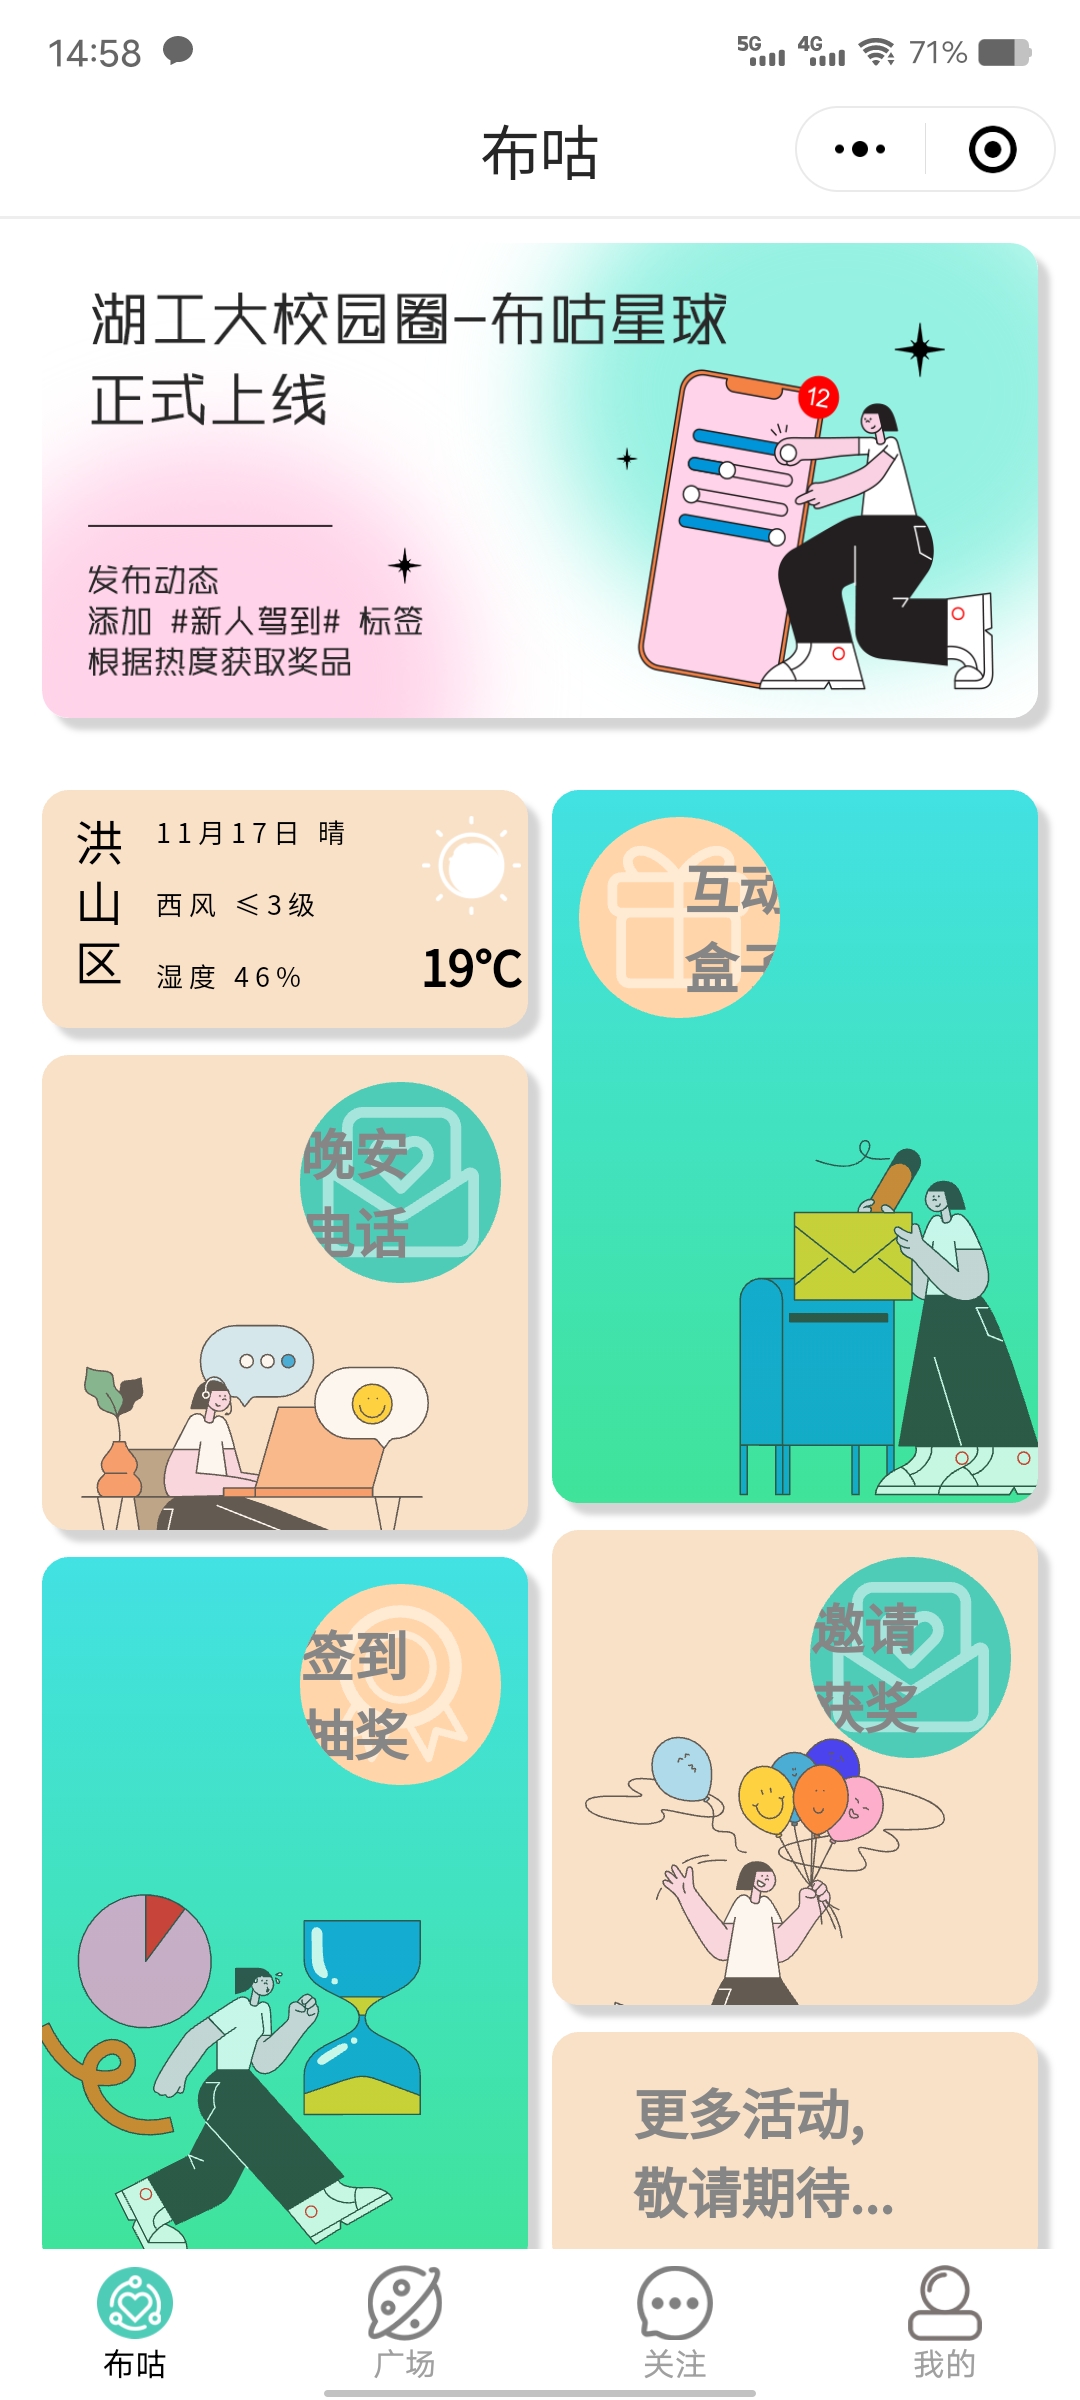 14:58
5G
4G
71%
布咕
湖工大校园圈-布咕星球
正式上线
12
发布动态
添加 #新人驾到# 标签
根据热度获取奖品
洪山区
11月17日 晴
西风 ≤3级
湿度 46%
19℃
互动
盒子
晚安
电话
签到
抽奖
邀请
获奖
更多活动,
敬请期待...
布咕
广场
关注
我的